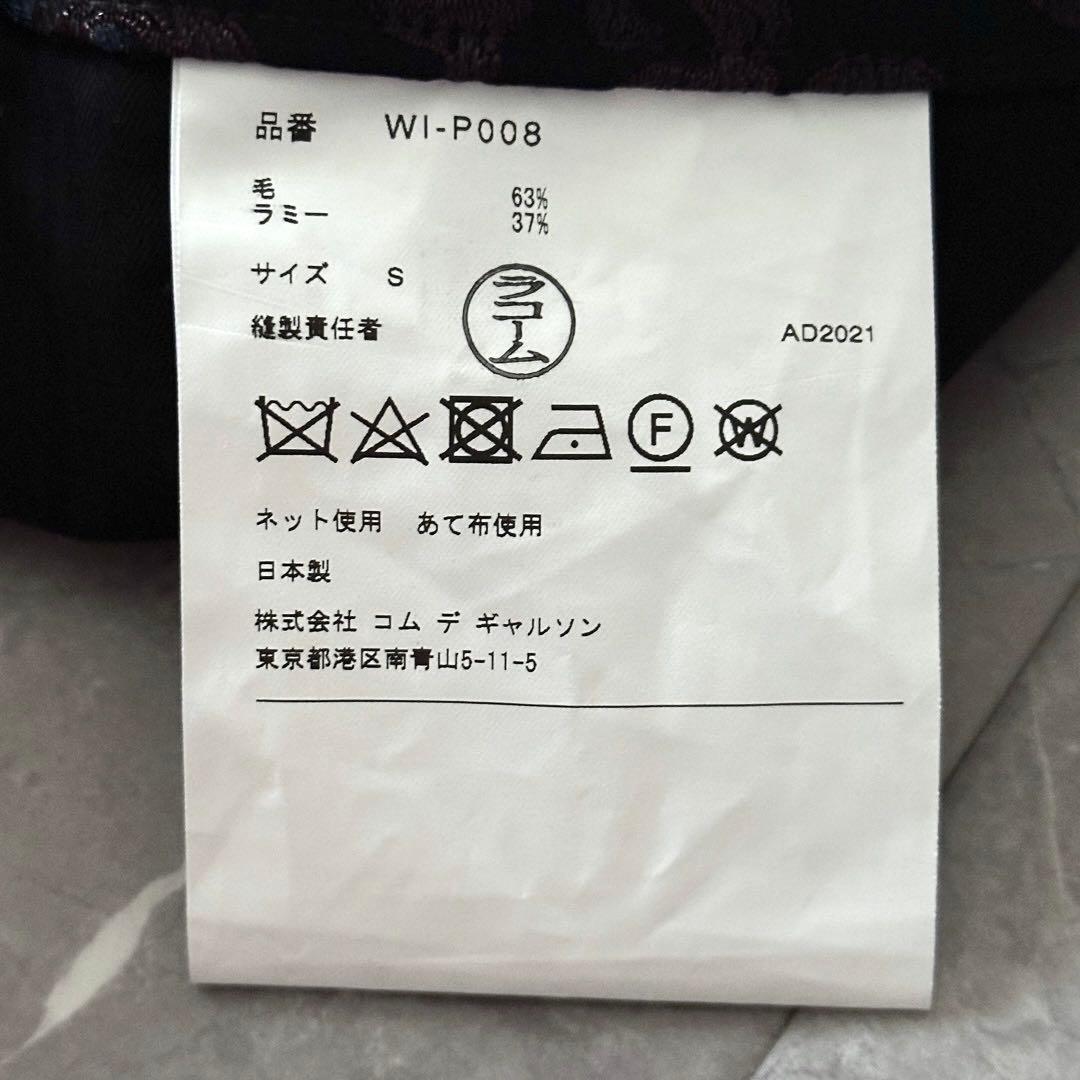 品番 WI-P008
毛 63%
ラミー 37%
サイズ S
ラコーム
縫製責任者 AD2021
F W
ネット使用 あて布使用
日本製
株式会社 コム デ ギャルソン
東京都港区南青山5-11-5